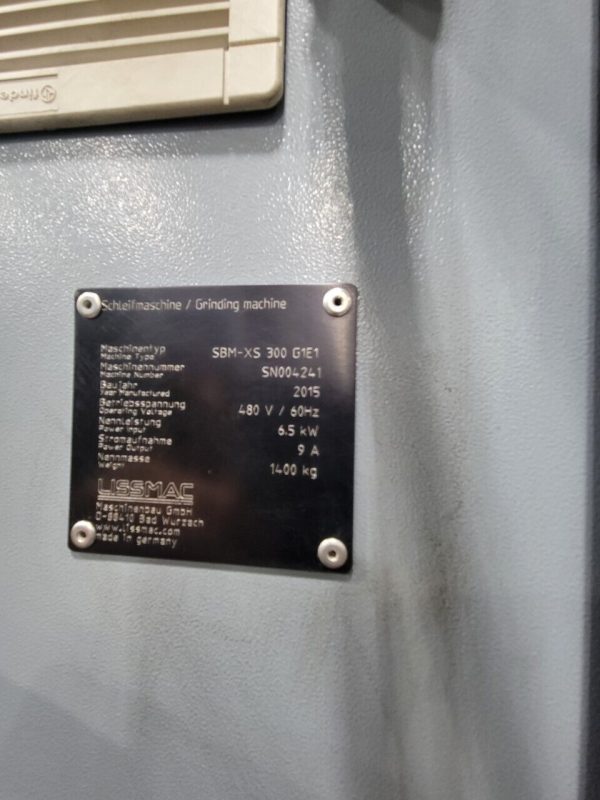 finde
Schleifmaschine / Grinding machine
Maschinentyp SBM-XS 300 G1E1
Machine Type
Maschinennummer SN004241
Machine Number
Baujahr 2015
Year Manufactured
Betriebsspannung 480 V / 60Hz
Operating Voltage
Nennleistung 6.5 kW
Power Input
Stromaufnahme 9 A
Power Output
Nennmasse 1400 kg
Weight
LISSMAC
Maschinenbau GmbH
D-88410 Bad Wurzach
www.lissmac.com
made in germany